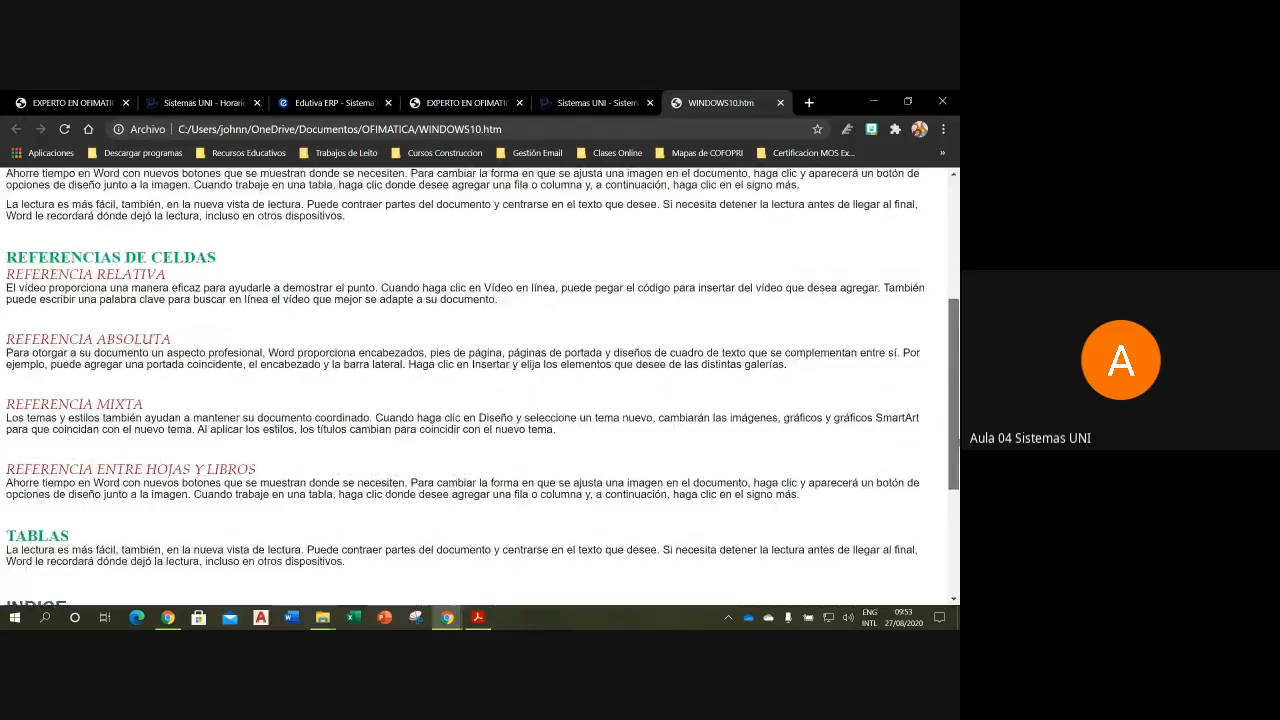 EXPERTO EN OFIMATIC
Sistemas UNI - Horari
Edutiva ERP - Sistema
EXPERTO EN OFIMATIC
Sistemas UNI - Sistem
WINDOWS10.htm
Archivo
C:/Users/johnn/OneDrive/Documentos/OFIMATICA/WINDOWS10.htm
Aplicaciones
Descargar programas
Recursos Educativos
Trabajos de Leito
Cursos Construccion
Gestión Email
Clases Online
Mapas de COFOPRI
Certificacion MOS Ex...
»
Ahorre tiempo en Word con nuevos botones que se muestran donde se necesiten. Para cambiar la forma en que se ajusta una imagen en el documento, haga clic y aparecerá un botón de
opciones de diseño junto a la imagen. Cuando trabaje en una tabla, haga clic donde desee agregar una fila o columna y, a continuación, haga clic en el signo más.
La lectura es más fácil, también, en la nueva vista de lectura. Puede contraer partes del documento y centrarse en el texto que desee. Si necesita detener la lectura antes de llegar al final,
Word le recordará dónde dejó la lectura, incluso en otros dispositivos.
REFERENCIAS DE CELDAS
REFERENCIA RELATIVA
El vídeo proporciona una manera eficaz para ayudarle a demostrar el punto. Cuando haga clic en Vídeo en línea, puede pegar el código para insertar del vídeo que desea agregar. También
puede escribir una palabra clave para buscar en línea el vídeo que mejor se adapte a su documento.
REFERENCIA ABSOLUTA
Para otorgar a su documento un aspecto profesional, Word proporciona encabezados, pies de página, páginas de portada y diseños de cuadro de texto que se complementan entre sí. Por
ejemplo, puede agregar una portada coincidente, el encabezado y la barra lateral. Haga clic en Insertar y elija los elementos que desee de las distintas galerías.
REFERENCIA MIXTA
Los temas y estilos también ayudan a mantener su documento coordinado. Cuando haga clic en Diseño y seleccione un tema nuevo, cambiarán las imágenes, gráficos y gráficos SmartArt
para que coincidan con el nuevo tema. Al aplicar los estilos, los títulos cambian para coincidir con el nuevo tema.
REFERENCIA ENTRE HOJAS Y LIBROS
Ahorre tiempo en Word con nuevos botones que se muestran donde se necesiten. Para cambiar la forma en que se ajusta una imagen en el documento, haga clic y aparecerá un botón de
opciones de diseño junto a la imagen. Cuando trabaje en una tabla, haga clic donde desee agregar una fila o columna y, a continuación, haga clic en el signo más.
TABLAS
La lectura es más fácil, también, en la nueva vista de lectura. Puede contraer partes del documento y centrarse en el texto que desee. Si necesita detener la lectura antes de llegar al final,
Word le recordará dónde dejó la lectura, incluso en otros dispositivos.
INDICE
ENG
INTL
09:53
27/08/2020
A
Aula 04 Sistemas UNI